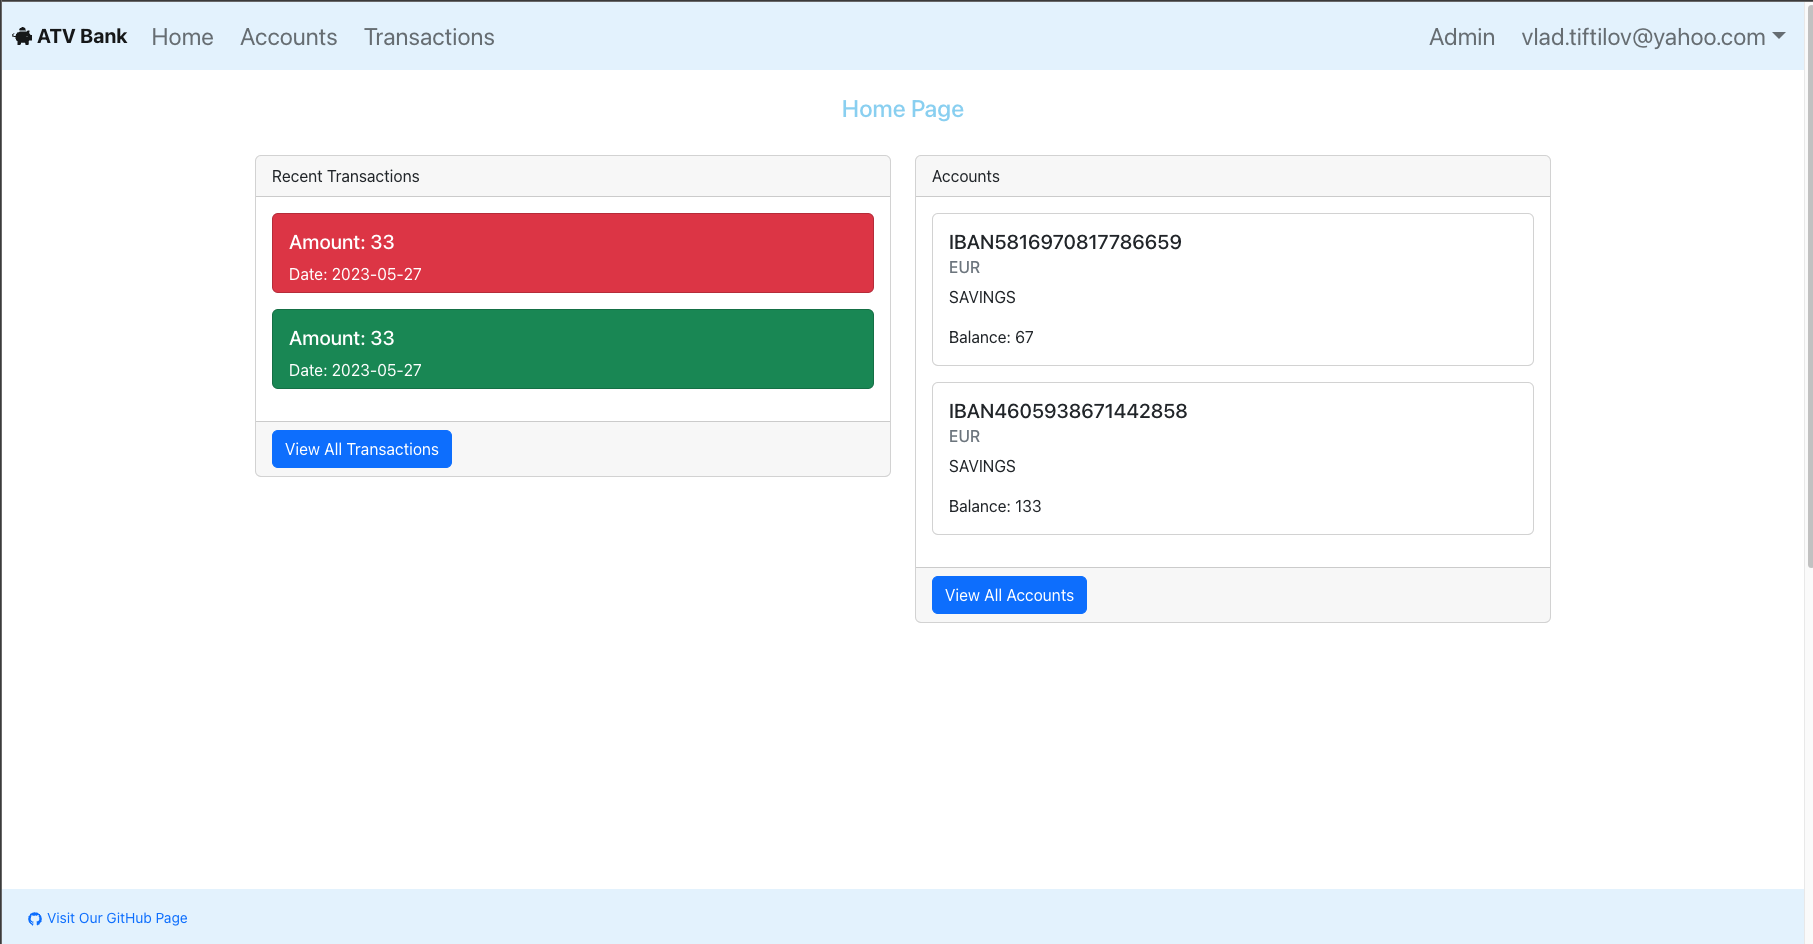 ATV Bank Home Accounts Transactions Admin vlad.tiftilov@yahoo.com
Home Page
Recent Transactions
Amount: 33
Date: 2023-05-27
Amount: 33
Date: 2023-05-27
View All Transactions
Accounts
IBAN5816970817786659
EUR
SAVINGS
Balance: 67
IBAN4605938671442858
EUR
SAVINGS
Balance: 133
View All Accounts
Visit Our GitHub Page